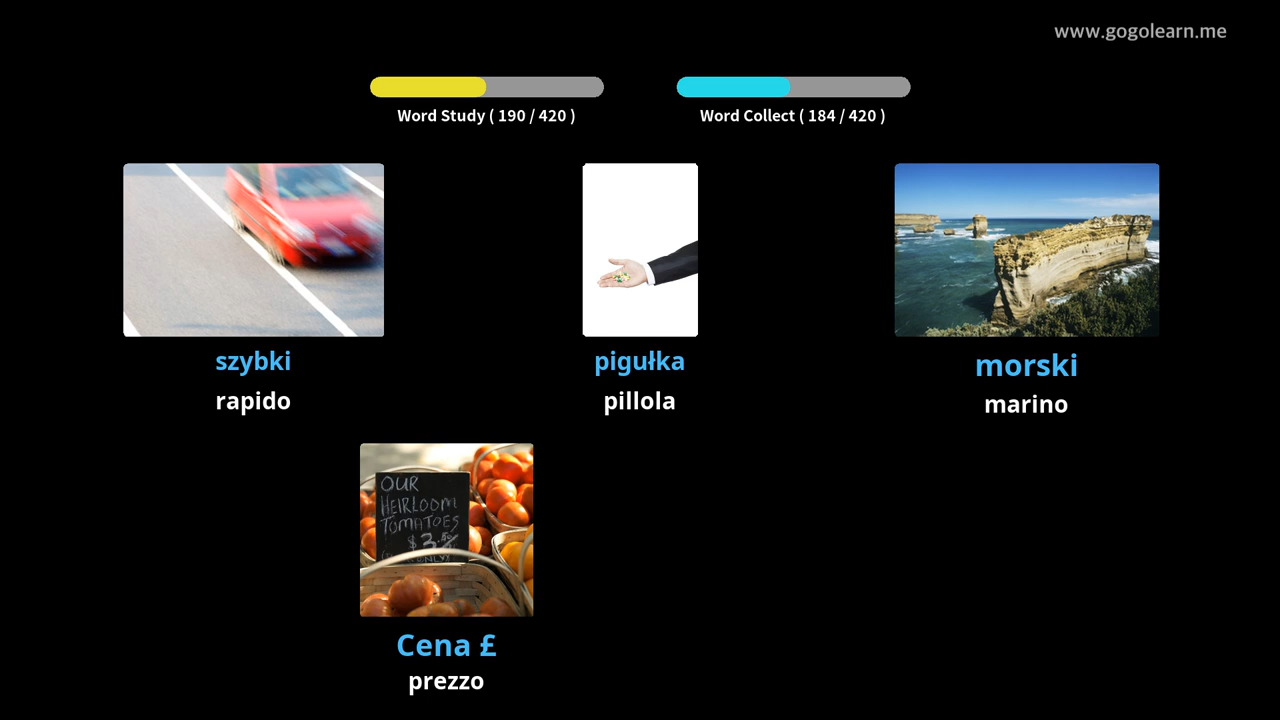 www.gogolearn.me
Word Study ( 190 / 420 )
Word Collect ( 184 / 420 )
szybki
rapido
pigułka
pillola
morski
marino
OUR
HEIRLOOM
TOMATOES
Cena £
prezzo